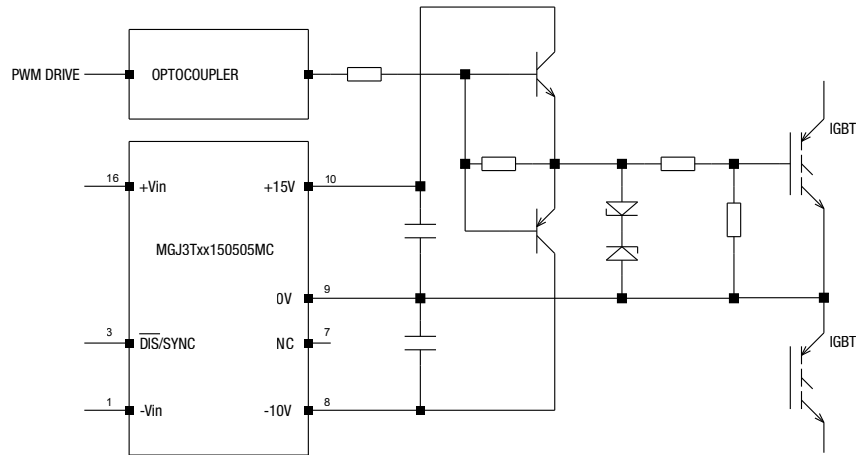 PWM DRIVE
OPTOCOUPLER
IGBT
16
+Vin
+15V
10
MGJ3Txx150505MC
0V
9
3
DIS/SYNC
NC
7
IGBT
1
-Vin
-10V
8